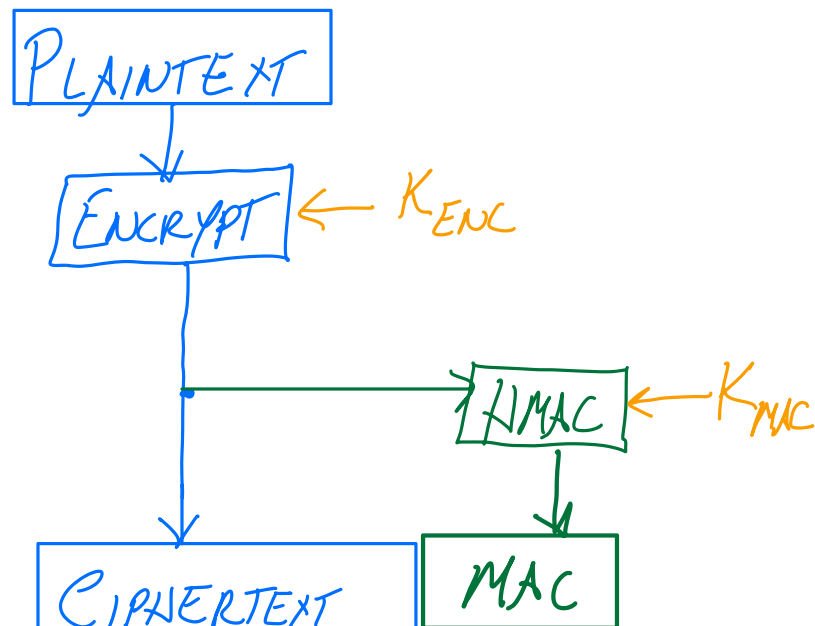 PLAINTEXT
ENCRYPT
KENC
HMAC
KMAC
CIPHERTEXT
MAC